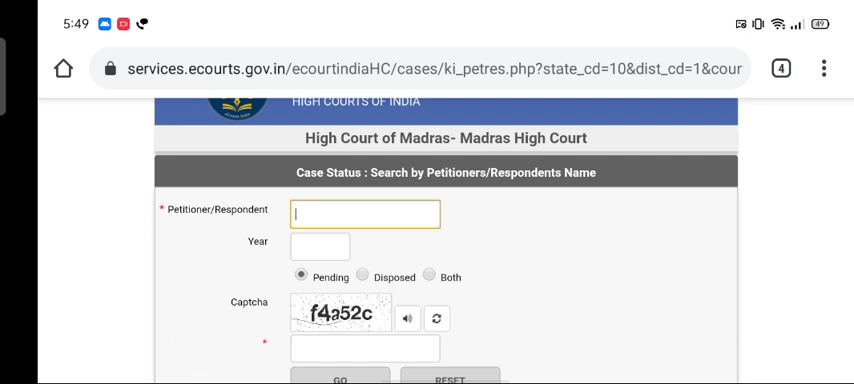 5:49
49
services.ecourts.gov.in/ecourtindiaHC/cases/ki_petres.php?state_cd=10&dist_cd=1&cour
4
HIGH COURTS OF INDIA
High Court of Madras- Madras High Court
Case Status : Search by Petitioners/Respondents Name
* Petitioner/Respondent
Year
Pending Disposed Both
Captcha
f4a52c
*
GO RESET